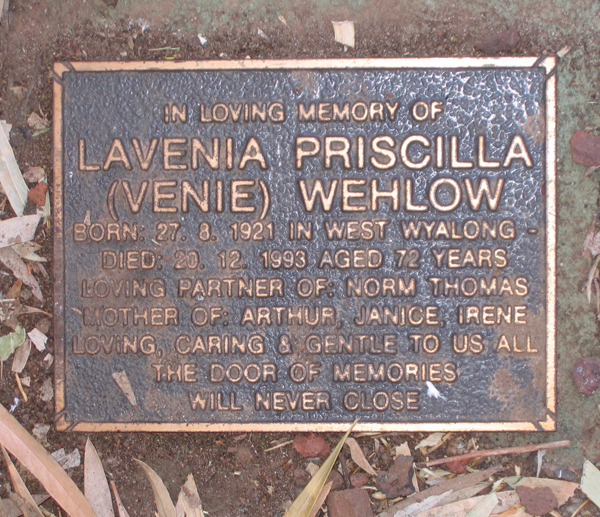 IN LOVING MEMORY OF
LAVENIA PRISCILLA
(VENIE) WEHLOW
BORN: 27. 8. 1921 IN WEST WYALONG -
DIED: 20. 12. 1993 AGED 72 YEARS
LOVING PARTNER OF: NORM THOMAS
MOTHER OF: ARTHUR, JANICE, IRENE
LOVING, CARING & GENTLE TO US ALL
THE DOOR OF MEMORIES
WILL NEVER CLOSE